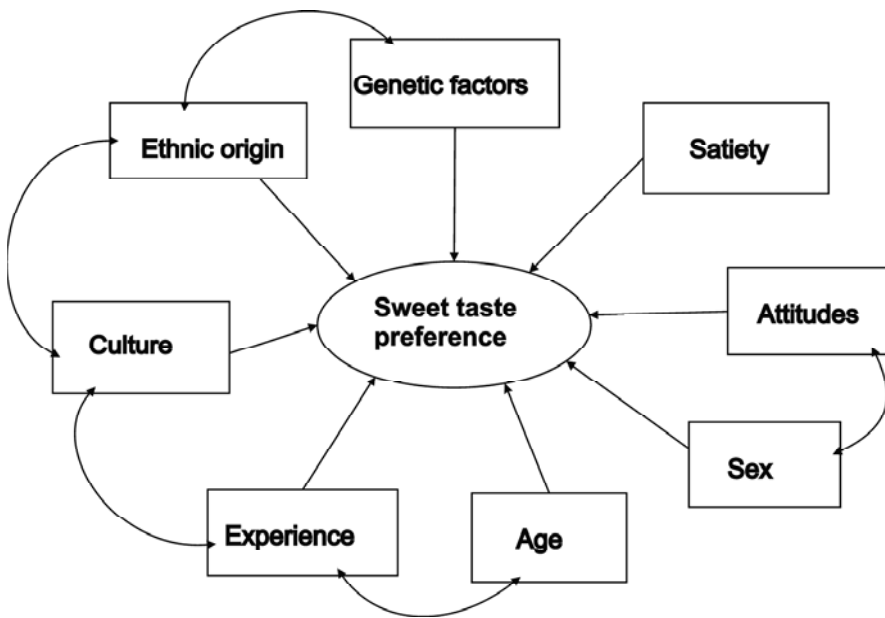 Genetic factors
Ethnic origin
Satiety
Sweet taste
preference
Attitudes
Culture
Sex
Experience
Age